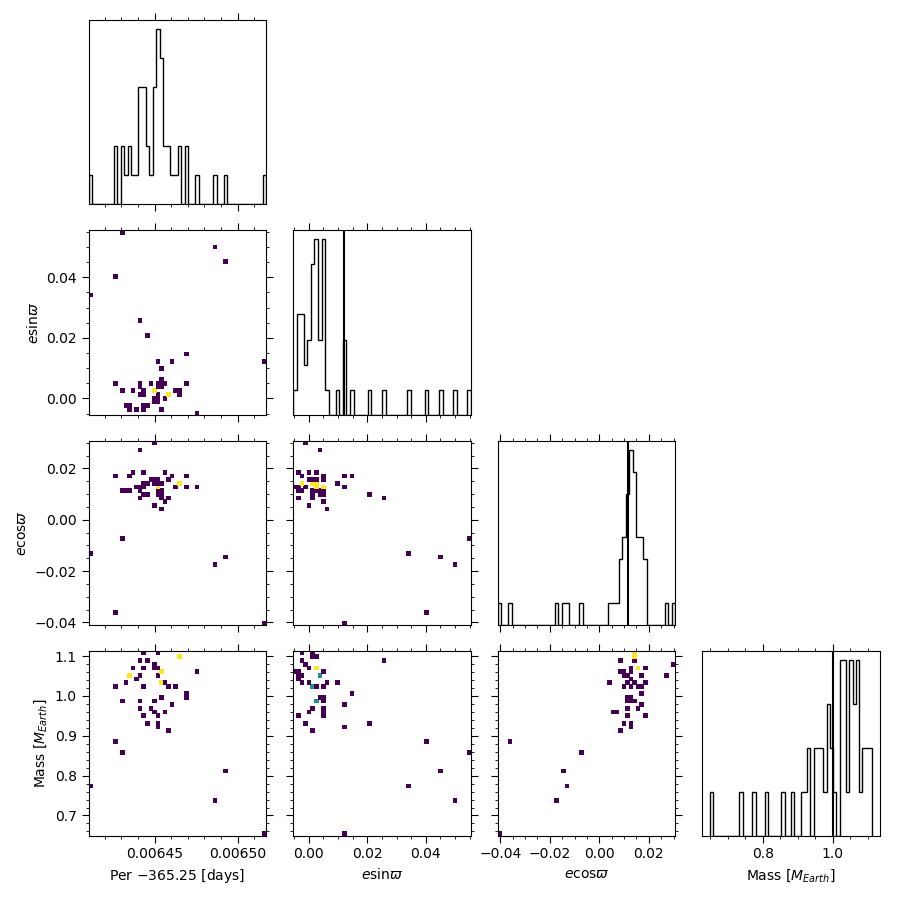 0.04
0.02
0.00
esinϖ
0.02
0.00
−0.02
−0.04
ecosϖ
1.1
1.0
0.9
0.8
0.7
Mass [M_Earth]
0.00645 0.00650
0.00 0.02 0.04
−0.04 −0.02 0.00 0.02
0.8 1.0
Per −365.25 [days]
esinϖ
ecosϖ
Mass [M_Earth]